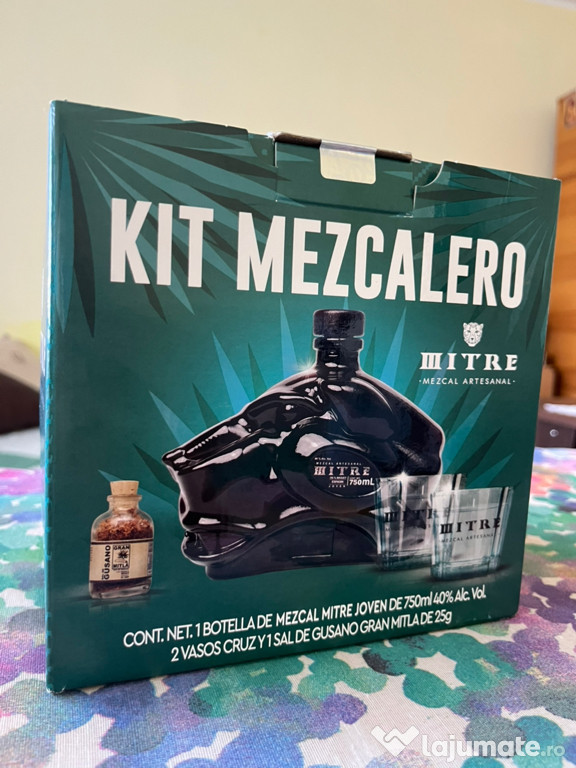 KIT MEZCALERO
MITRE
·MEZCAL ARTESANAL·
MEZCAL ARTESANAL
MITRE
JOVEN
750mL
MITRE
MITRE
MEZCAL ARTESANAL
GUSANO
GRAN
MITLA
CONT. NET. 1 BOTELLA DE MEZCAL MITRE JOVEN DE 750ml 40% Alc. Vol.
2 VASOS CRUZ Y 1 SAL DE GUSANO GRAN MITLA DE 25g
lajumate.ro